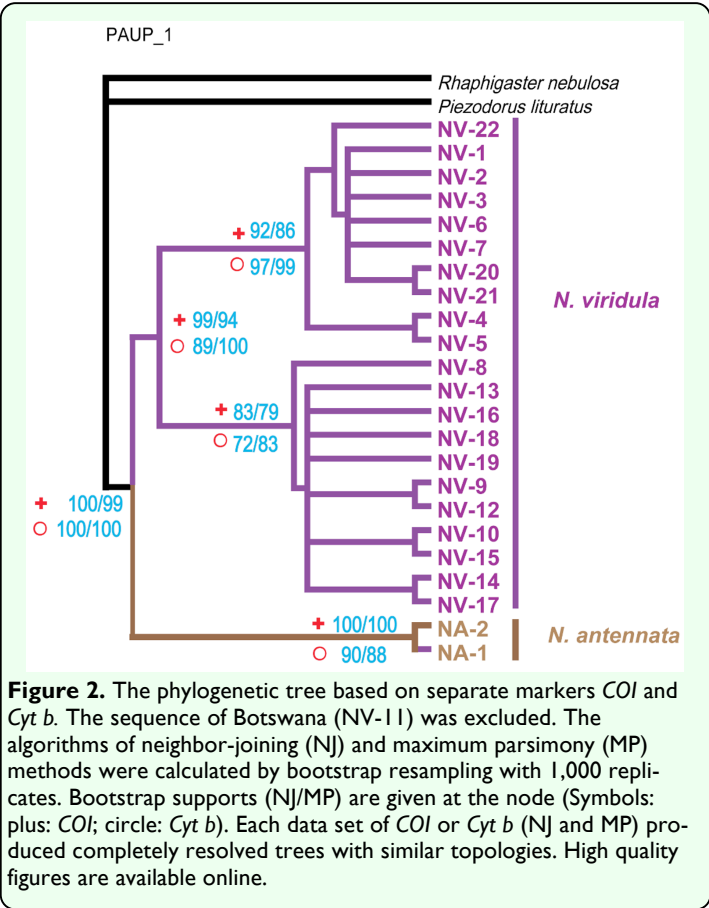 PAUP_1
Rhaphigaster nebulosa
Piezodorus lituratus
NV-22
NV-1
NV-2
NV-3
NV-6
NV-7
NV-20
NV-21
NV-4
NV-5
NV-8
NV-13
NV-16
NV-18
NV-19
NV-9
NV-12
NV-10
NV-15
NV-14
NV-17
NA-2
NA-1
N. viridula
N. antennata
+ 92/86
○ 97/99
+ 99/94
○ 89/100
+ 83/79
○ 72/83
+ 100/99
○ 100/100
+ 100/100
○ 90/88
Figure 2. The phylogenetic tree based on separate markers COI and
Cyt b. The sequence of Botswana (NV-11) was excluded. The
algorithms of neighbor-joining (NJ) and maximum parsimony (MP)
methods were calculated by bootstrap resampling with 1,000 repli-
cates. Bootstrap supports (NJ/MP) are given at the node (Symbols:
plus: COI; circle: Cyt b). Each data set of COI or Cyt b (NJ and MP) pro-
duced completely resolved trees with similar topologies. High quality
figures are available online.